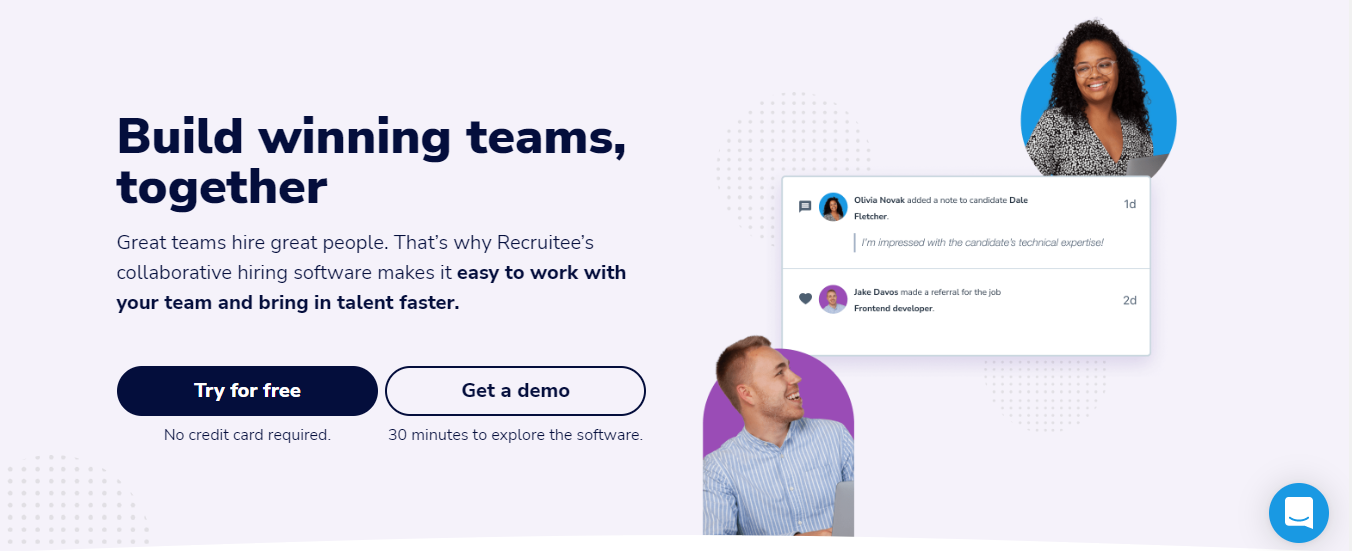 Build winning teams,
together
Great teams hire great people. That’s why Recruitee’s
collaborative hiring software makes it easy to work with
your team and bring in talent faster.
Try for free
Get a demo
No credit card required.
30 minutes to explore the software.
Olivia Novak added a note to candidate Dale
Fletcher.
1d
I’m impressed with the candidate’s technical expertise!
Jake Davos made a referral for the job
Frontend developer.
2d